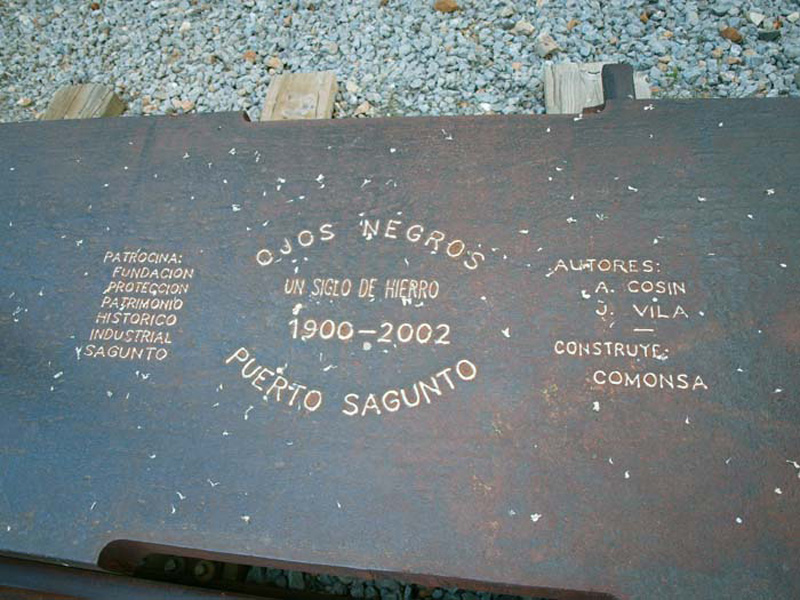 PATROCINA:
FUNDACION
PROTECCION
PATRIMONIO
HISTORICO
INDUSTRIAL
SAGUNTO
OJOS NEGROS
UN SIGLO DE HIERRO
1900-2002
PUERTO SAGUNTO
AUTORES:
A. COSIN
J. VILA
CONSTRUYE:
COMONSA